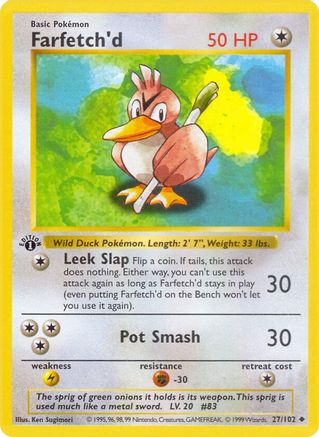 Basic Pokémon
Farfetch'd 50 HP
EDITION
1
Wild Duck Pokémon. Length: 2' 7", Weight: 33 lbs.
Leek Slap Flip a coin. If tails, this attack
does nothing. Either way, you can't use this
again as long as Farfetch'd stays in play
(even putting Farfetch'd on the Bench won't let
you use it again).
30
Pot Smash 30
weakness resistance retreat cost
-30
The sprig of green onions it holds is its weapon. This sprig is
used much like a metal sword. LV. 20 #83
Illus. Ken Sugimori ©1995, 96, 98, 99 Nintendo, Creatures, GAMEFREAK. ©1999 Wizards. 27/102